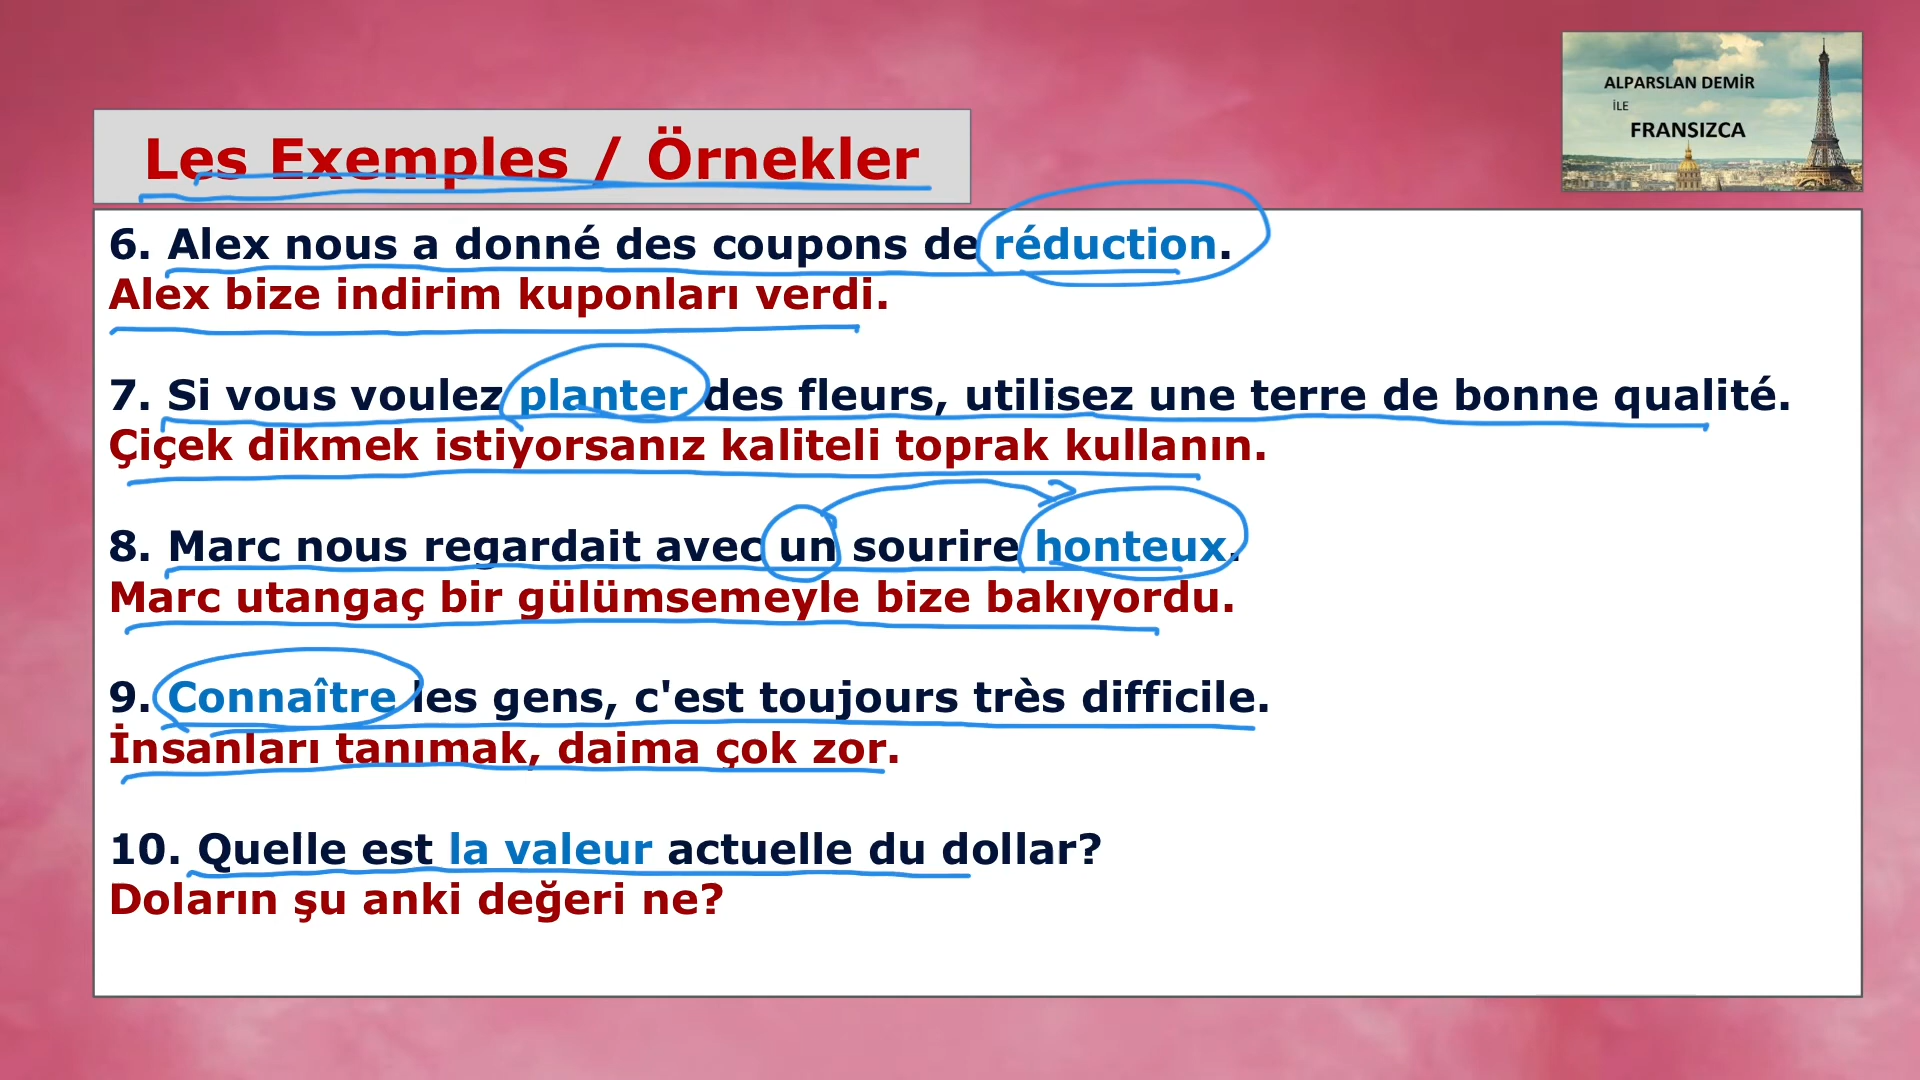 ALPARSLAN DEMİR
İLE
FRANSIZCA
Les Exemples / Örnekler
6. Alex nous a donné des coupons de réduction.
Alex bize indirim kuponları verdi.
7. Si vous voulez planter des fleurs, utilisez une terre de bonne qualité.
Çiçek dikmek istiyorsanız kaliteli toprak kullanın.
8. Marc nous regardait avec un sourire honteux.
Marc utangaç bir gülümsemeyle bize bakıyordu.
9. Connaître les gens, c'est toujours très difficile.
İnsanları tanımak, daima çok zor.
10. Quelle est la valeur actuelle du dollar?
Doların şu anki değeri ne?